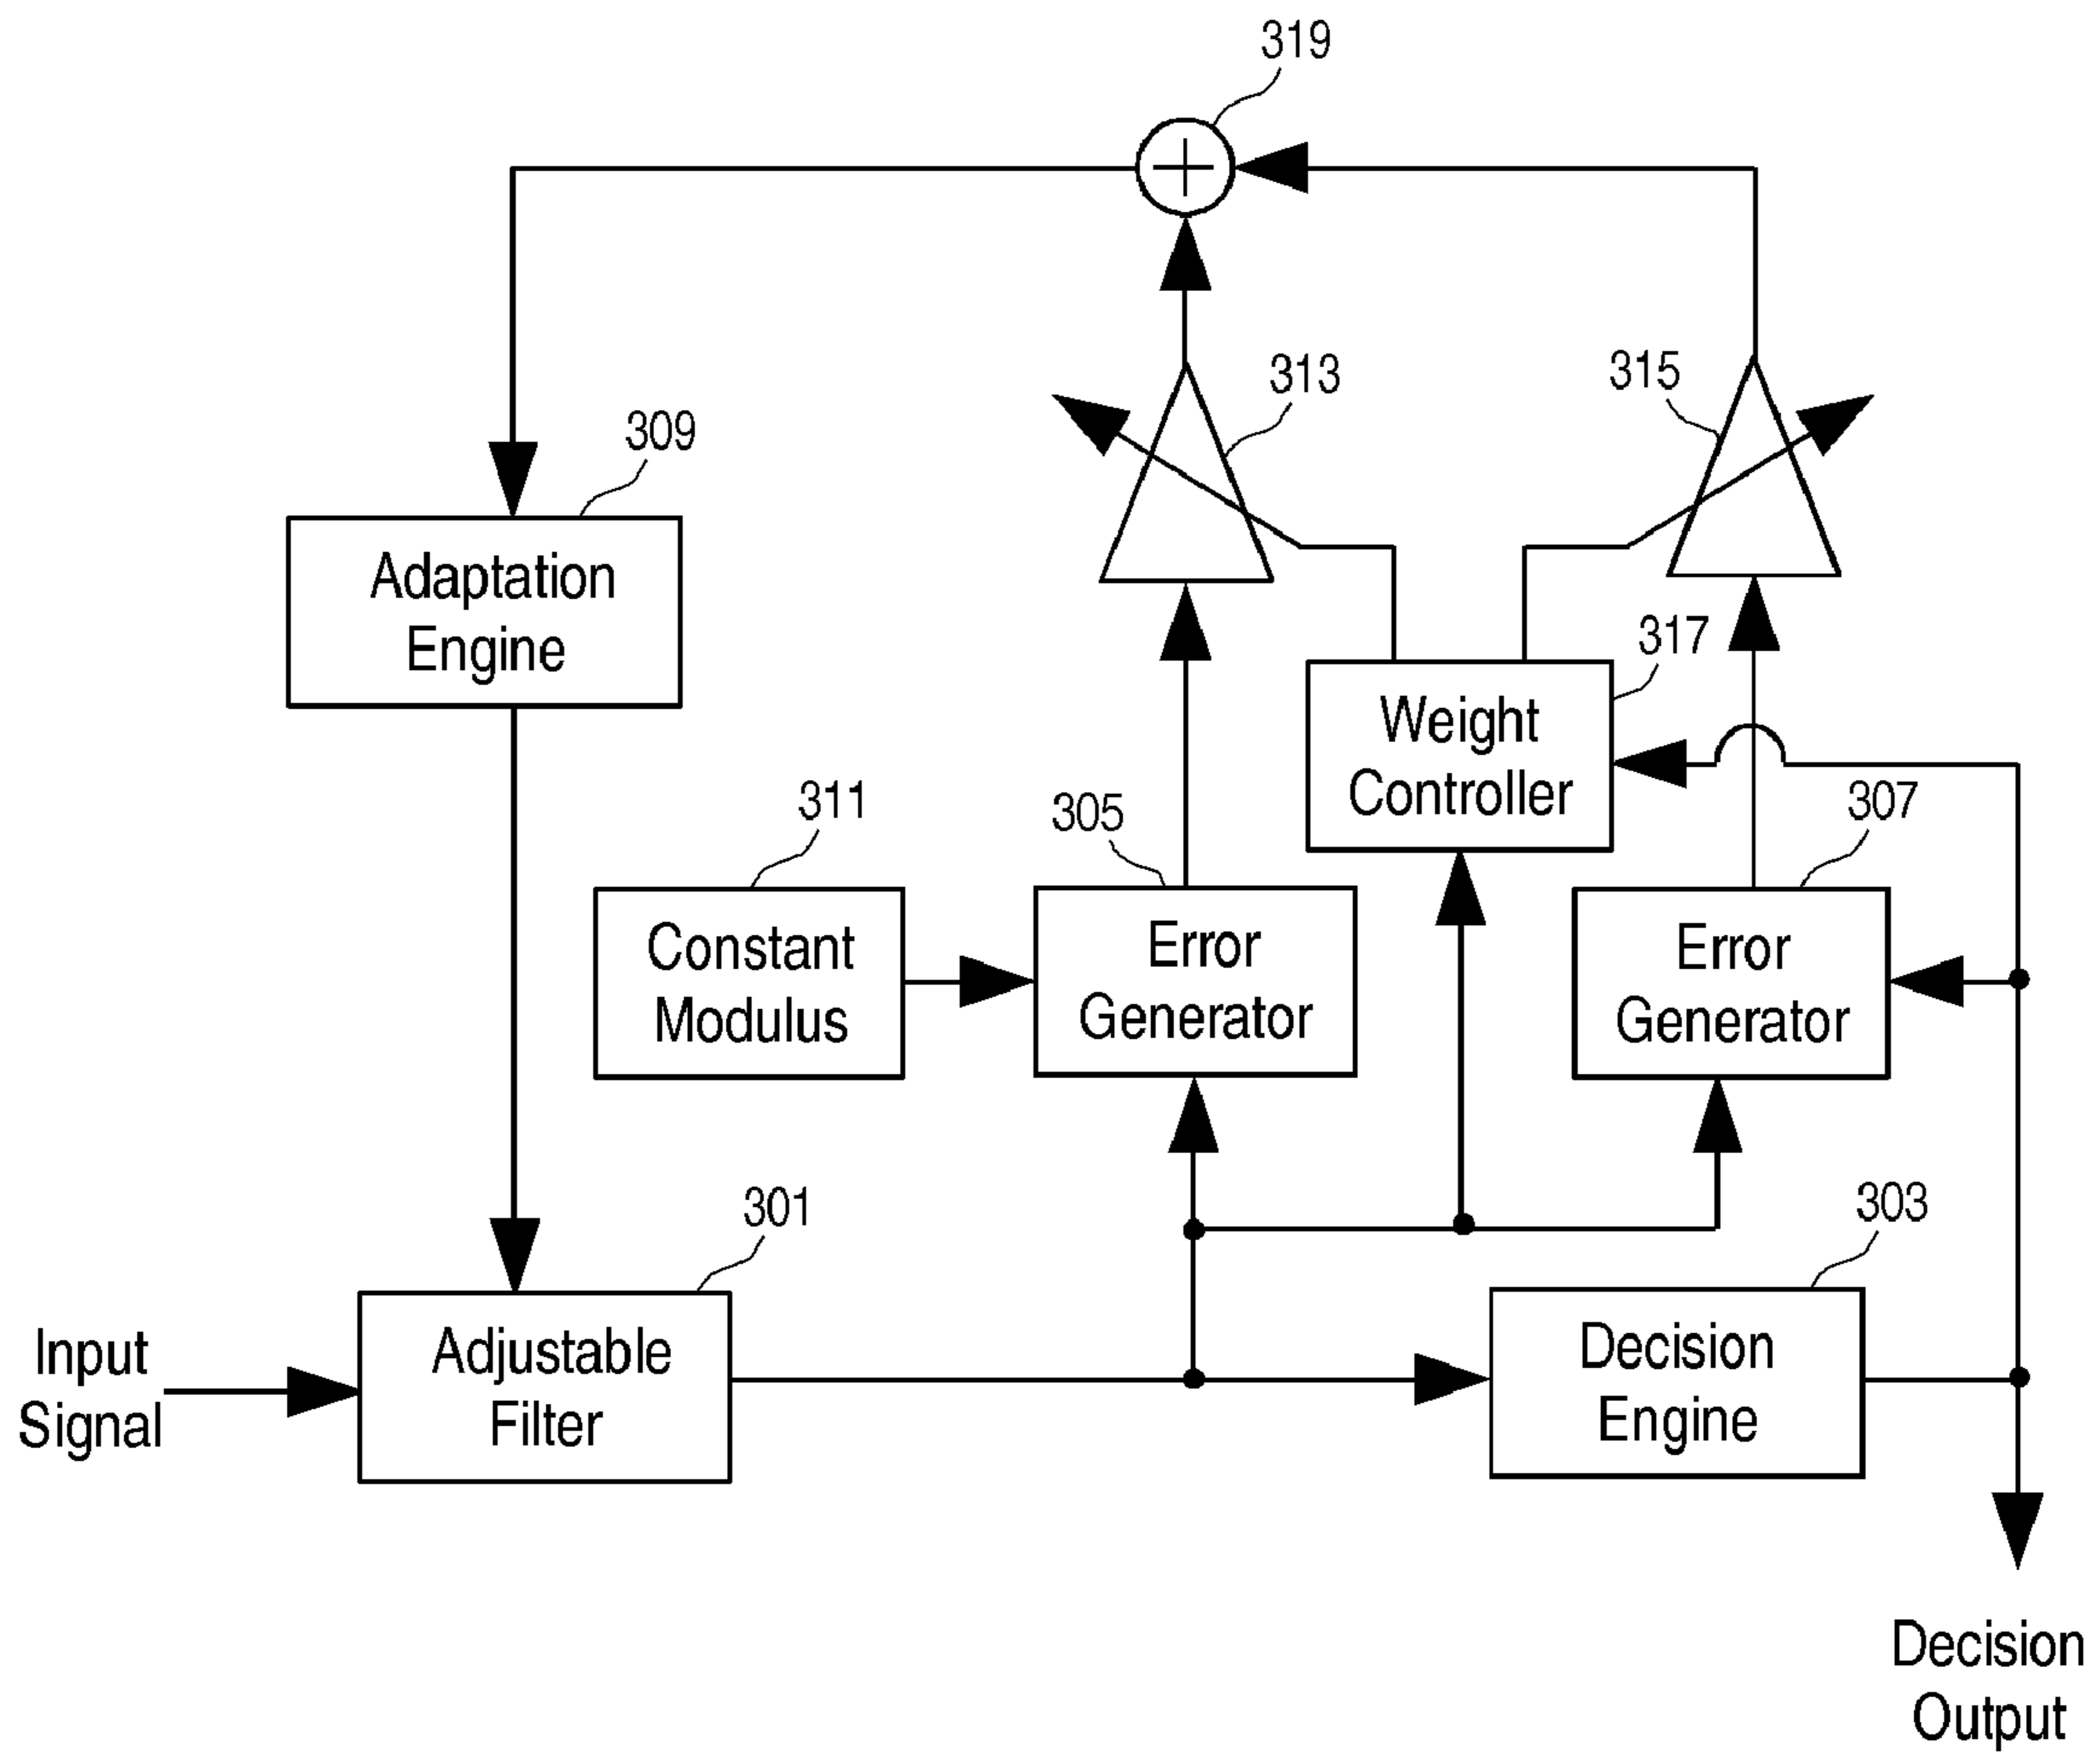 319
313
315
309
Adaptation
Engine
317
Weight
Controller
311
305
307
Constant
Modulus
Error
Generator
Error
Generator
301
303
Input
Signal
Adjustable
Filter
Decision
Engine
Decision
Output